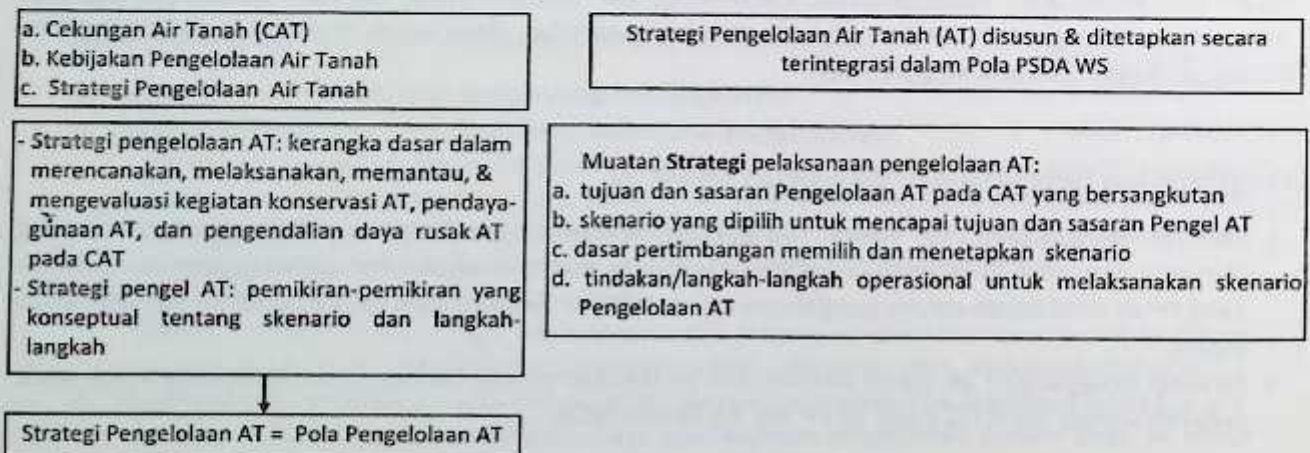 a. Cekungan Air Tanah (CAT)
b. Kebijakan Pengelolaan Air Tanah
c. Strategi Pengelolaan Air Tanah
Strategi Pengelolaan Air Tanah (AT) disusun & ditetapkan secara
terintegrasi dalam Pola PSDA WS
- Strategi pengelolaan AT: kerangka dasar dalam
merencanakan, melaksanakan, memantau, &
mengevaluasi kegiatan konservasi AT, pendaya-
gunaan AT, dan pengendalian daya rusak AT
pada CAT
- Strategi pengel AT: pemikiran-pemikiran yang
konseptual tentang skenario dan langkah-
langkah
Muatan Strategi pelaksanaan pengelolaan AT:
a. tujuan dan sasaran Pengelolaan AT pada CAT yang bersangkutan
b. skenario yang dipilih untuk mencapai tujuan dan sasaran Pengel AT
c. dasar pertimbangan memilih dan menetapkan skenario
d. tindakan/langkah-langkah operasional untuk melaksanakan skenario
Pengelolaan AT
Strategi Pengelolaan AT = Pola Pengelolaan AT